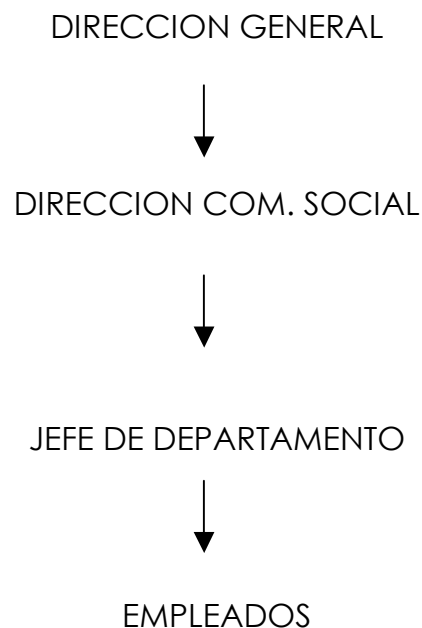 DIRECCION GENERAL
DIRECCION COM. SOCIAL
JEFE DE DEPARTAMENTO
EMPLEADOS